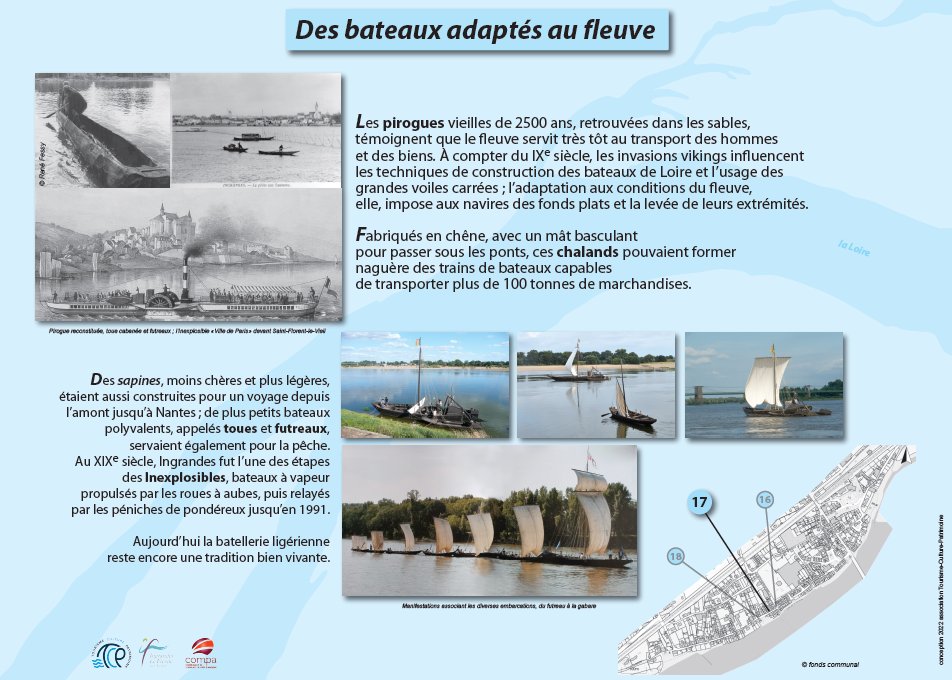 Des bateaux adaptés au fleuve
© René Fessy
INGRANDES. - La pêche aux Saumons.
Les pirogues vieilles de 2500 ans, retrouvées dans les sables,
témoignent que le fleuve servit très tôt au transport des hommes
et des biens. À compter du IXe siècle, les invasions vikings influencent
les techniques de construction des bateaux de Loire et l’usage des
grandes voiles carrées ; l’adaptation aux conditions du fleuve,
elle, impose aux navires des fonds plats et la levée de leurs extrémités.
Fabriqués en chêne, avec un mât basculant
pour passer sous les ponts, ces chalands pouvaient former
naguère des trains de bateaux capables
de transporter plus de 100 tonnes de marchandises.
la Loire
Pirogue reconstituée, toue cabanée et futreaux ; l’Inexplosible «Ville de Paris» devant Saint-Florent-le-Vieil
Des sapines, moins chères et plus légères,
étaient aussi construites pour un voyage depuis
l’amont jusqu’à Nantes ; de plus petits bateaux
polyvalents, appelés toues et futreaux,
servaient également pour la pêche.
Au XIXe siècle, Ingrandes fut l’une des étapes
des Inexplosibles, bateaux à vapeur
propulsés par les roues à aubes, puis relayés
par les péniches de pondéreux jusqu’en 1991.
Aujourd’hui la batellerie ligérienne
reste encore une tradition bien vivante.
Manifestations associant les diverses embarcations, du futreau à la gabare
17
16
18
© fonds communal
conception 2022 association Tourisme-Culture-Patrimoine
TOURISME CULTURE PATRIMOINE
compa